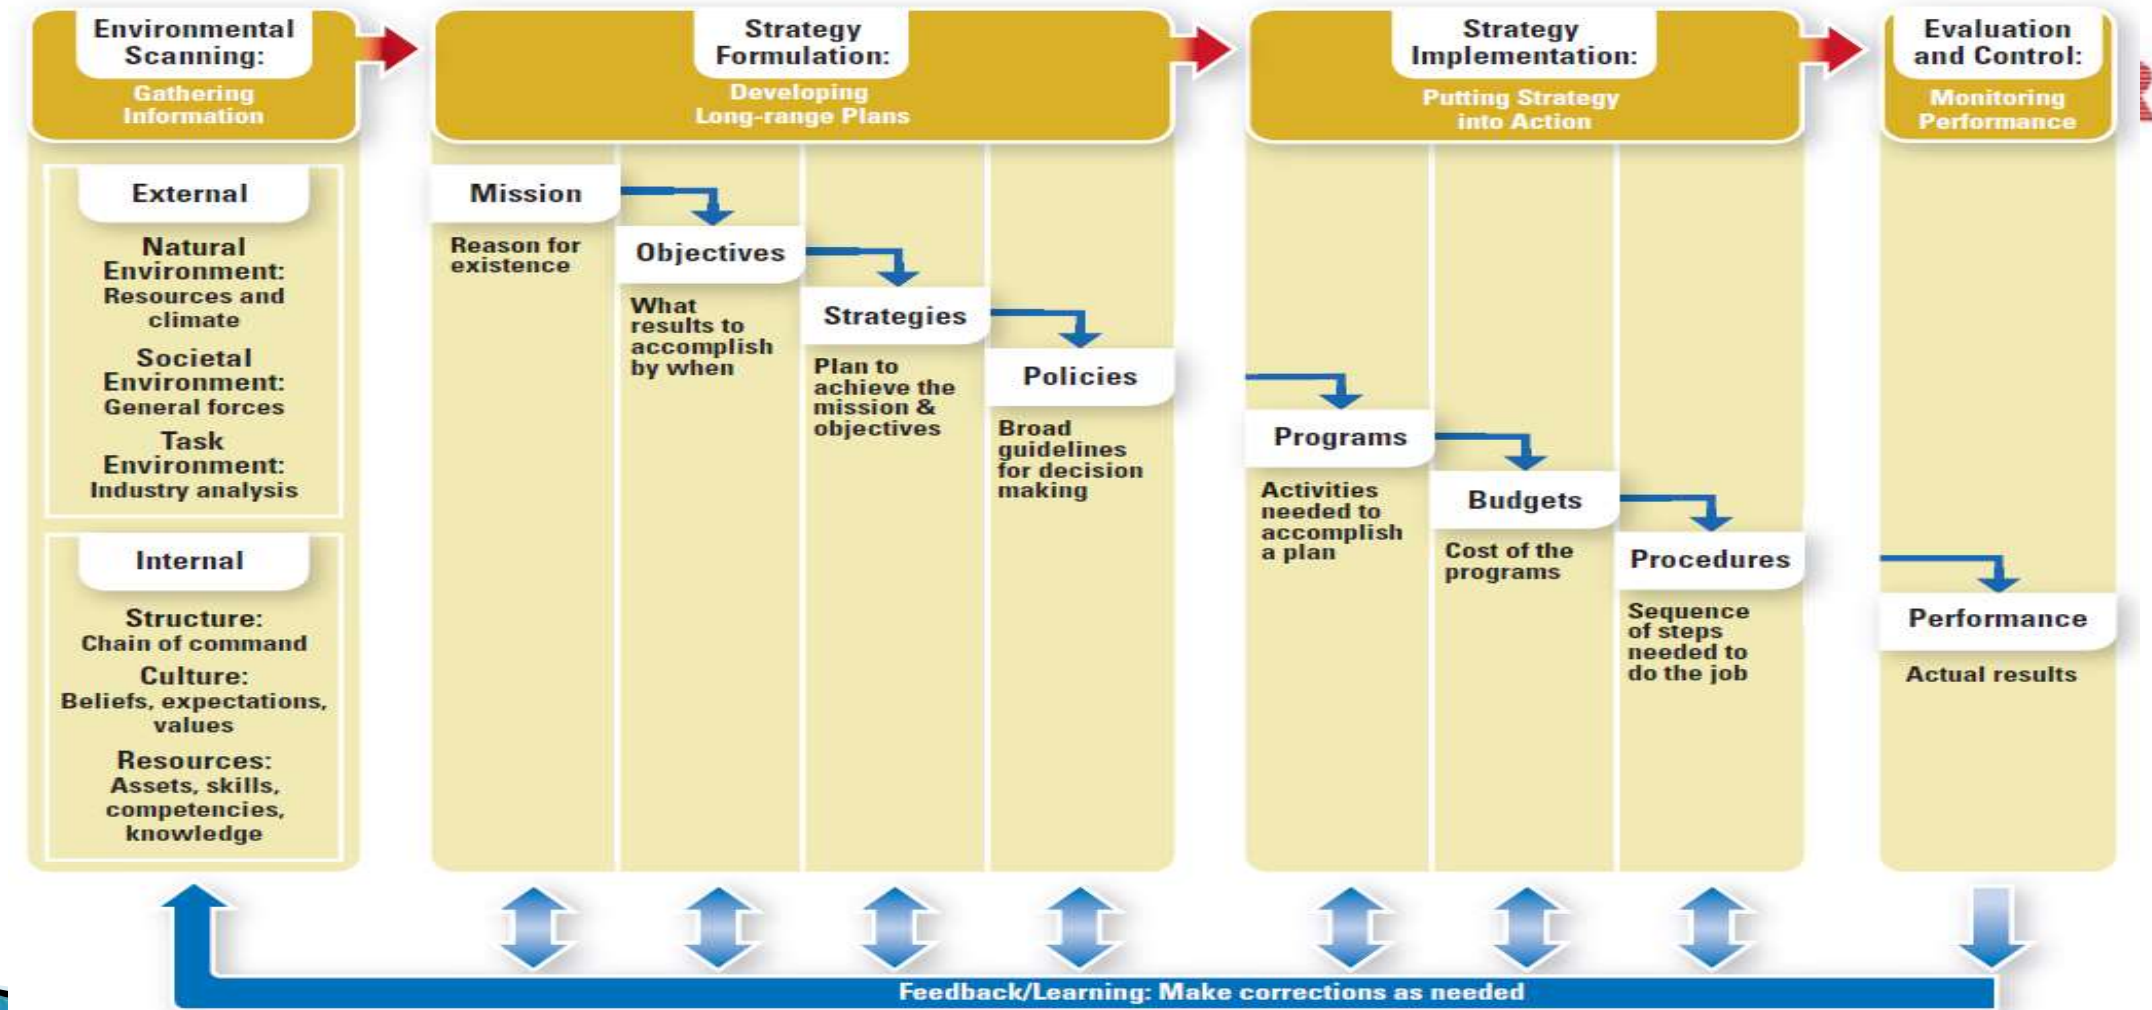 Environmental
Scanning:
Gathering
Information
External
Natural
Environment:
Resources and
climate
Societal
Environment:
General forces
Task
Environment:
Industry analysis
Internal
Structure:
Chain of command
Culture:
Beliefs, expectations,
values
Resources:
Assets, skills,
competencies,
knowledge
Strategy
Formulation:
Developing
Long-range Plans
Mission
Reason for
existence
Objectives
What
results to
accomplish
by when
Strategies
Plan to
achieve the
mission &
objectives
Policies
Broad
guidelines
for decision
making
Strategy
Implementation:
Putting Strategy
into Action
Programs
Activities
needed to
accomplish
a plan
Budgets
Cost of the
programs
Procedures
Sequence
of steps
needed to
do the job
Evaluation
and Control:
Monitoring
Performance
Performance
Actual results
Feedback/Learning: Make corrections as needed